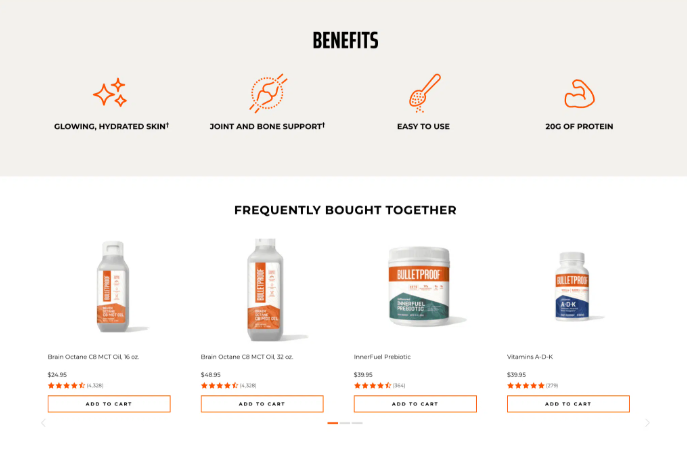 BENEFITS
GLOWING, HYDRATED SKIN†
JOINT AND BONE SUPPORT†
EASY TO USE
20G OF PROTEIN
FREQUENTLY BOUGHT TOGETHER
BULLETPROOF
BULLETPROOF
BULLETPROOF
INNERFUEL
PREBIOTIC
BULLETPROOF
A-D-K
Brain Octane C8 MCT Oil, 16 oz.
$24.95
(4,328)
ADD TO CART
Brain Octane C8 MCT Oil, 32 oz.
$48.95
(4,328)
ADD TO CART
InnerFuel Prebiotic
$39.95
(364)
ADD TO CART
Vitamins A-D-K
$39.95
(279)
ADD TO CART